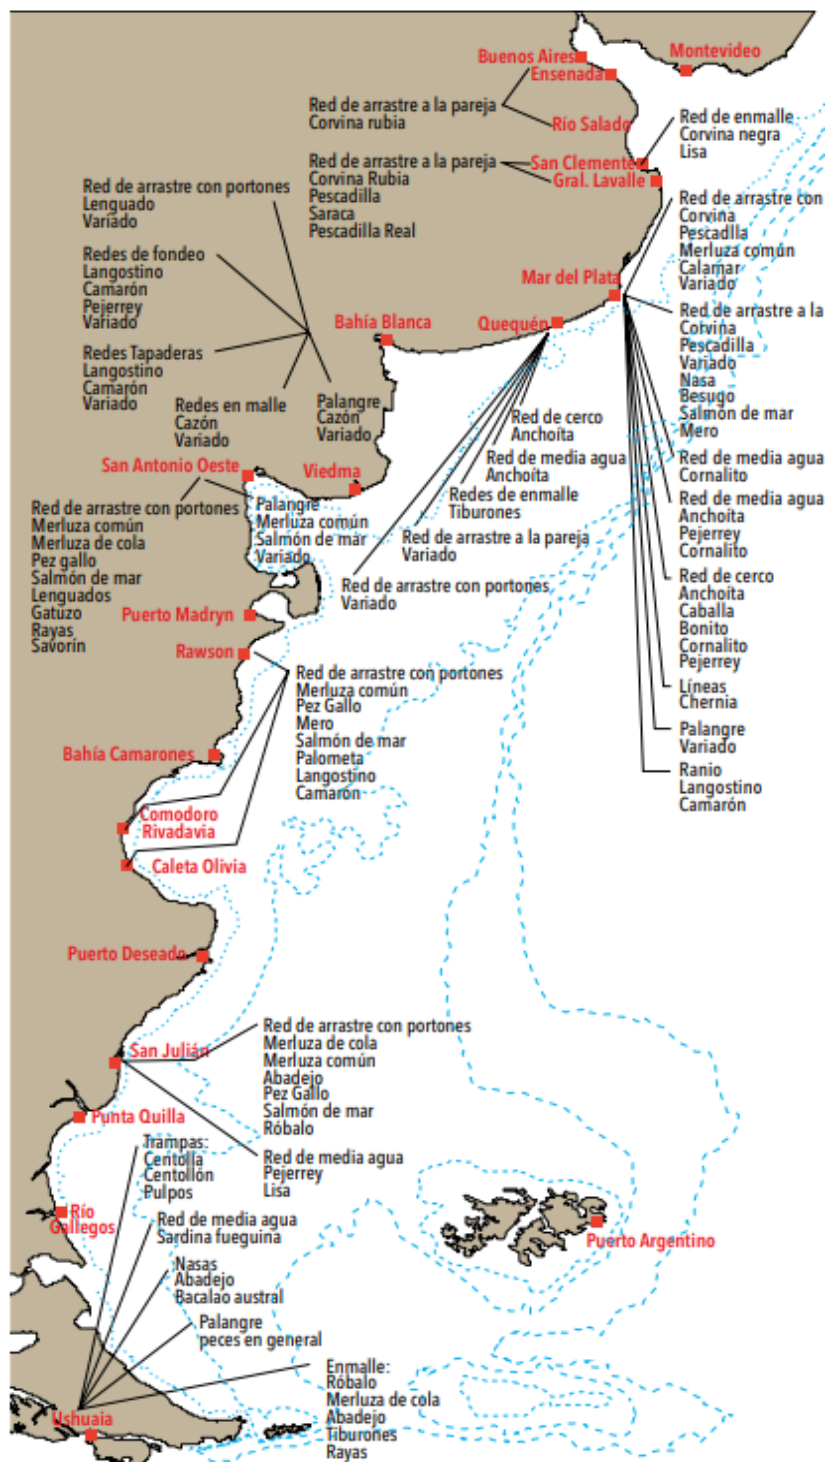 Buenos Aires
Ensenada
Montevideo
Red de arrastre a la pareja
Corvina rubia
Río Salado
Red de enmalle
Corvina negra
Lisa
Red de arrastre a la pareja
Corvina Rubia
Pescadilla
Saraca
Pescadilla Real
San Clemente
Gral. Lavalle
Red de arrastre con portones
Lenguado
Variado
Redes de fondeo
Langostino
Camarón
Pejerrey
Variado
Redes Tapaderas
Langostino
Camarón
Variado
Redes en malle
Cazón
Variado
Palangre
Cazón
Variado
Bahía Blanca
Quequén
Mar del Plata
Red de arrastre con
Corvina
Pescadlla
Merluza común
Calamar
Variado
Red de arrastre a la
Corvina
Pescadilla
Variado
Nasa
Besugo
Salmón de mar
Mero
Red de media agua
Cornalito
Red de media agua
Anchoíta
Pejerrey
Cornalito
Red de cerco
Anchoíta
Caballa
Bonito
Cornalito
Pejerrey
Líneas
Chernia
Palangre
Variado
Ranio
Langostino
Camarón
Red de cerco
Anchoíta
Red de media agua
Anchoíta
Redes de enmalle
Tiburones
Red de arrastre a la pareja
Variado
Red de arrastre con portones
Variado
San Antonio Oeste
Viedma
Red de arrastre con portones
Merluza común
Merluza de cola
Pez gallo
Salmón de mar
Lenguados
Gatuzo
Rayas
Savorín
Palangre
Merluza común
Salmón de mar
Variado
Puerto Madryn
Rawson
Red de arrastre con portones
Merluza común
Pez Gallo
Mero
Salmón de mar
Palometa
Langostino
Camarón
Bahía Camarones
Comodoro
Rivadavia
Caleta Olivia
Puerto Deseado
San Julián
Red de arrastre con portones
Merluza de cola
Merluza común
Abadejo
Pez Gallo
Salmón de mar
Róbalo
Red de media agua
Pejerrey
Lisa
Punta Quilla
Trampas:
Centolla
Centollón
Pulpos
Río
Gallegos
Red de media agua
Sardina fueguina
Nasas
Abadejo
Bacalao austral
Palangre
peces en general
Enmalle:
Róbalo
Merluza de cola
Abadejo
Tiburones
Rayas
Puerto Argentino
Ushuaia